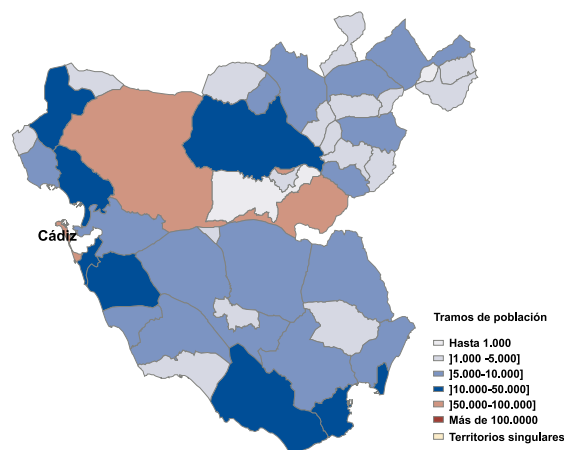 Cádiz
Tramos de población
Hasta 1.000
]1.000 -5.000]
]5.000-10.000]
]10.000-50.000]
]50.000-100.000]
Más de 100.0000
Territorios singulares